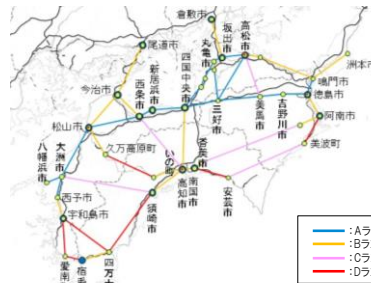 倉敷市
尾道市
坂出市
高松市
丸亀市
洲本市
今治市
西条市
新居浜市
四国中央市
鳴門市
徳島市
三好市
美馬市
吉野川市
阿南市
松山市
八幡浜市
大洲市
久万高原町
いの町
香美市
美波町
西予市
宇和島市
須崎市
高知市
南国市
安芸市
愛南
宿毛
四万十
:Aラ
:Bラ
:Cラ
:Dラ